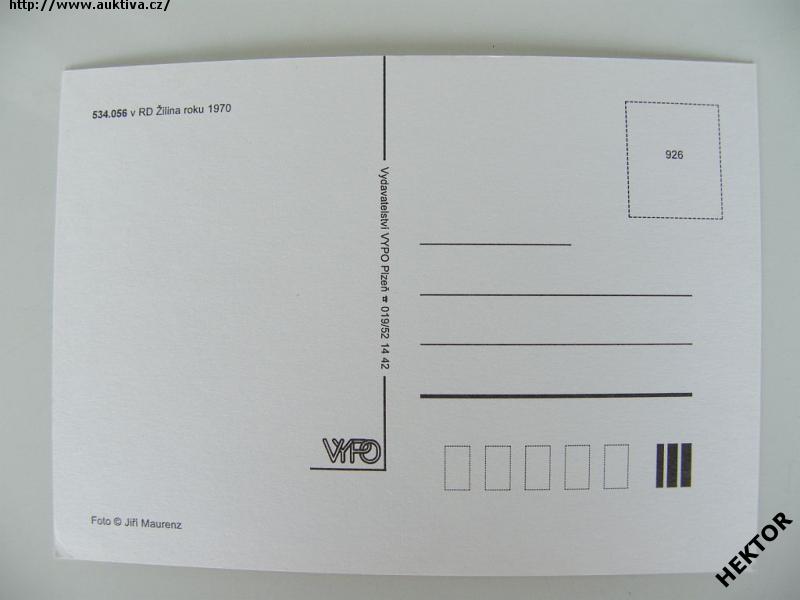 http://www.auktiva.cz/
534.056 v RD Žilina roku 1970
926
Vydavatelství VYPO Plzeň ☎ 019/52 14 42
VYPO
Foto © Jiří Maurenz
HEKTOR